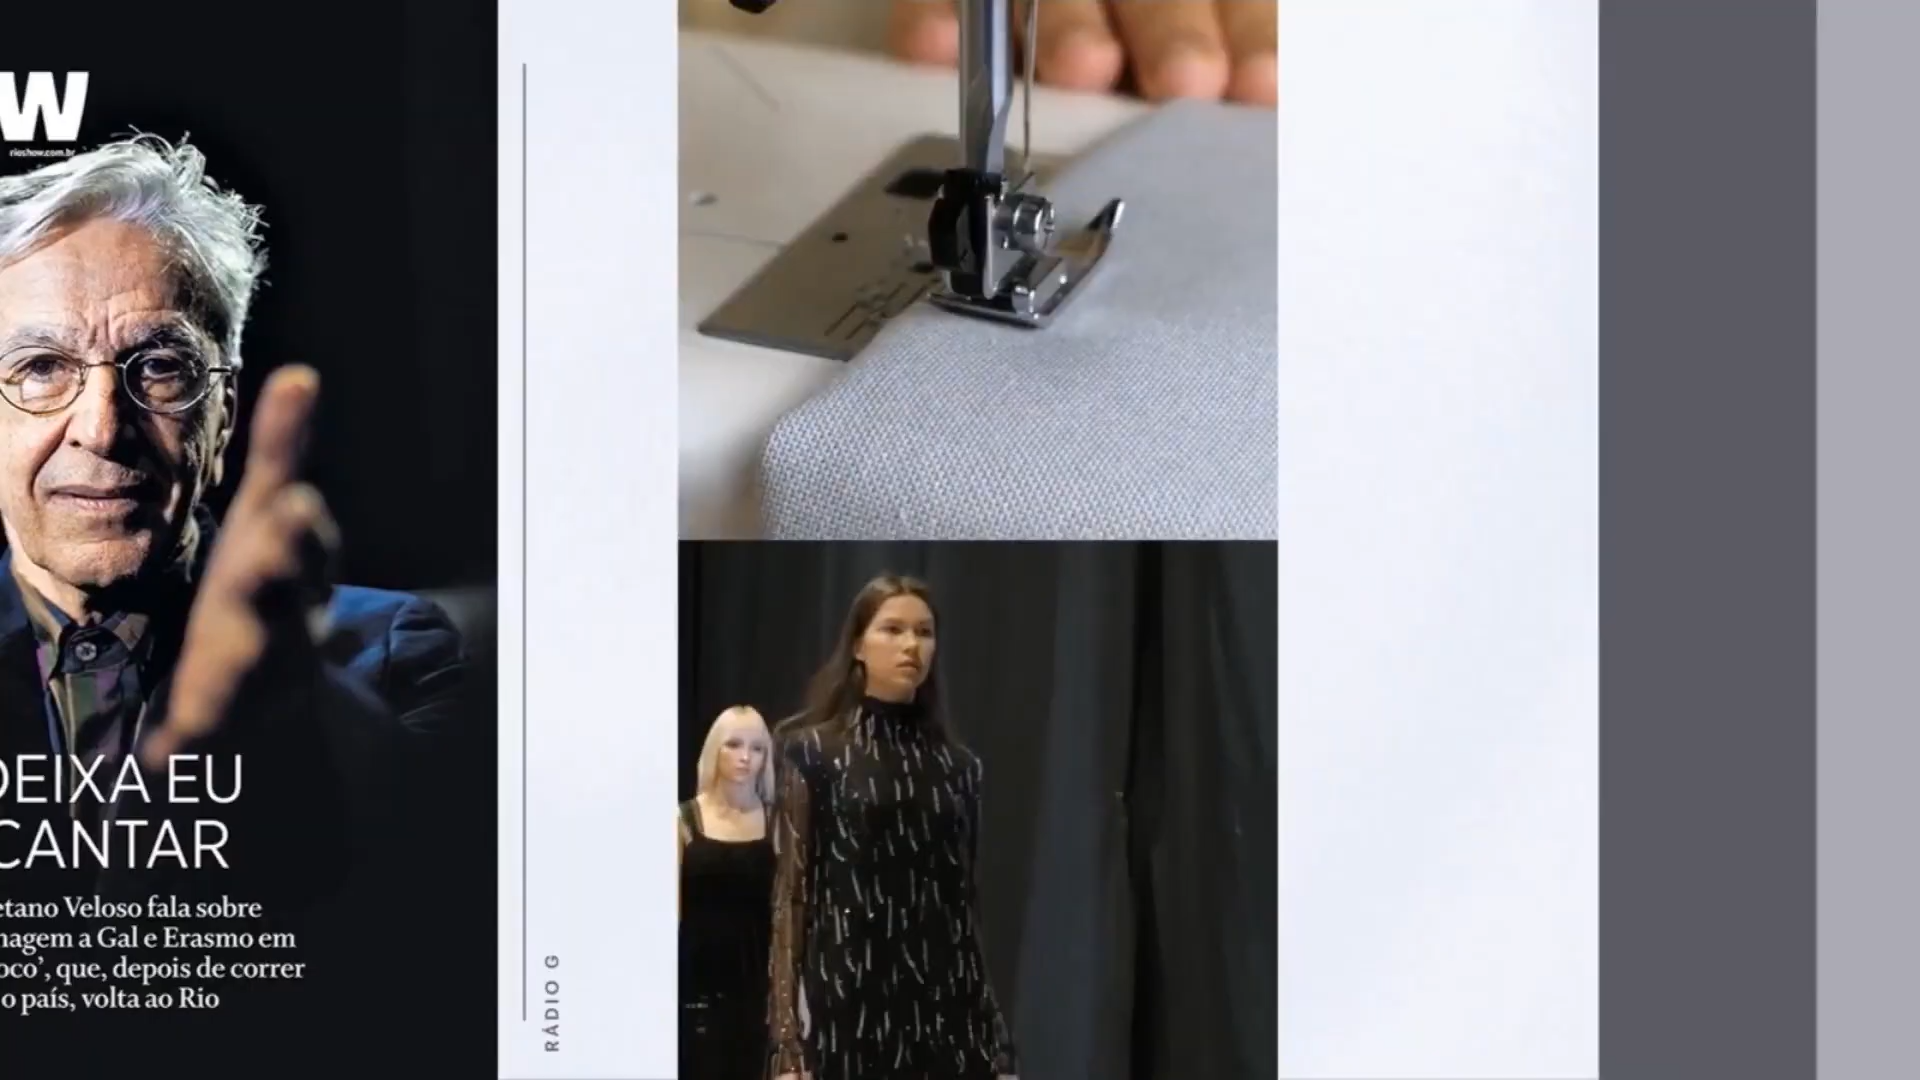 W
rioshow.com.br
DEIXA EU
CANTAR
etano Veloso fala sobre
nagem a Gal e Erasmo em
oco’, que, depois de correr
o país, volta ao Rio
RÁDIO G